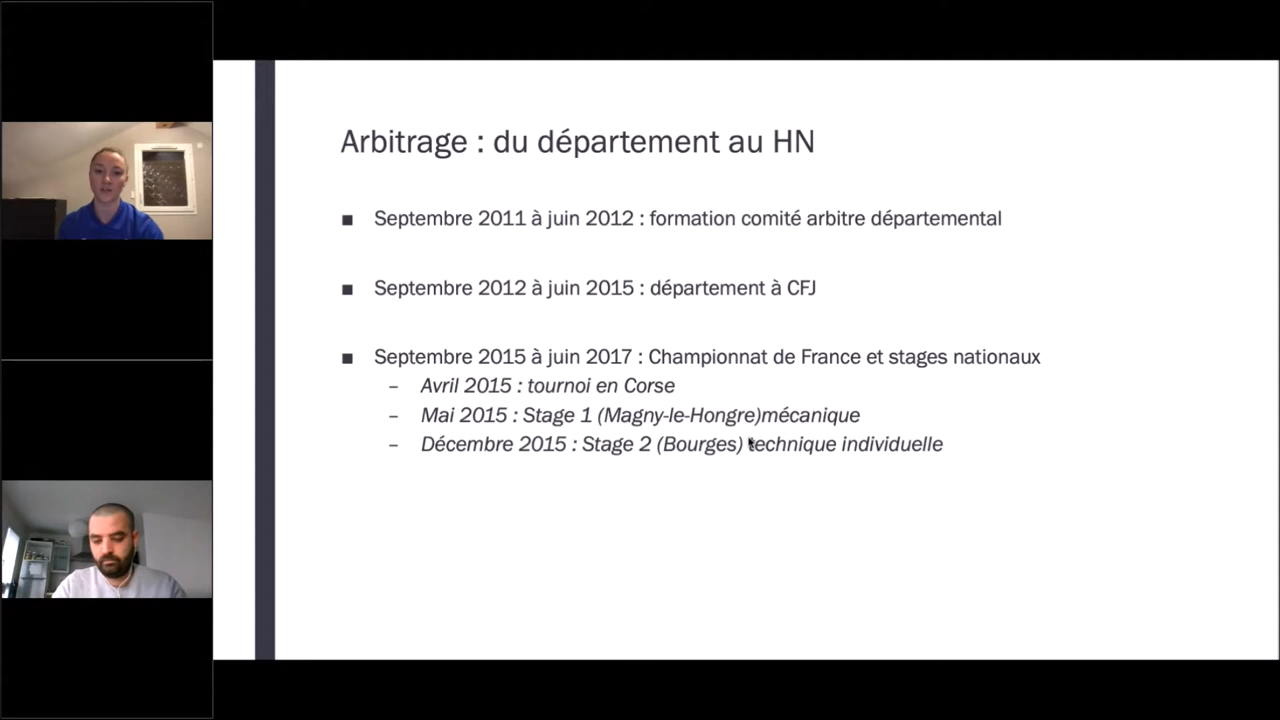 Arbitrage : du département au HN
■ Septembre 2011 à juin 2012 : formation comité arbitre départemental
■ Septembre 2012 à juin 2015 : département à CFJ
■ Septembre 2015 à juin 2017 : Championnat de France et stages nationaux
– Avril 2015 : tournoi en Corse
– Mai 2015 : Stage 1 (Magny-le-Hongre)mécanique
– Décembre 2015 : Stage 2 (Bourges) technique individuelle